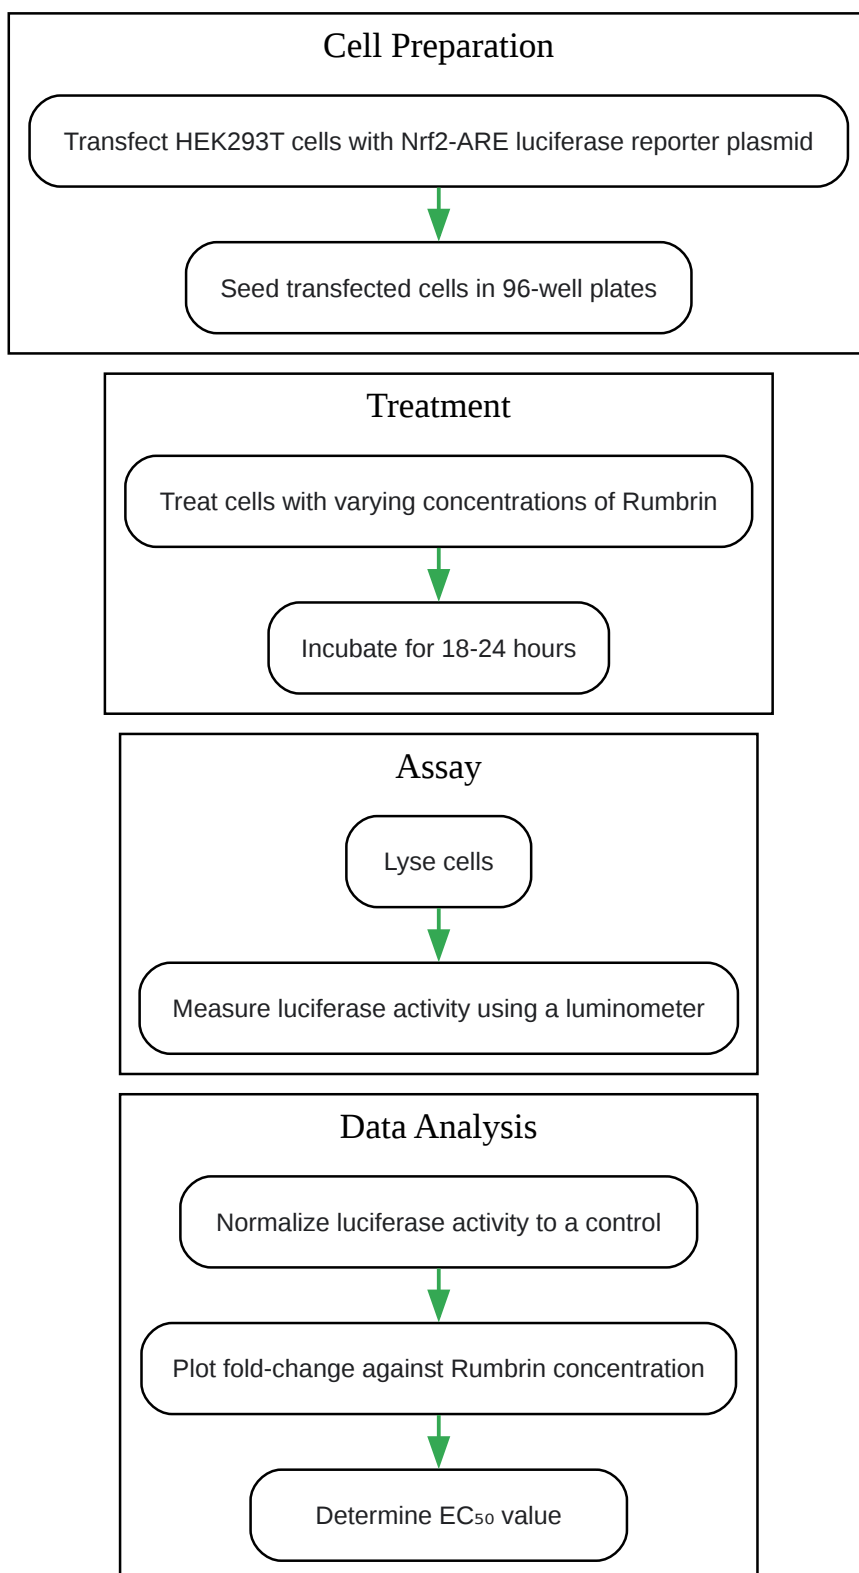 Cell Preparation
Transfect HEK293T cells with Nrf2-ARE luciferase reporter plasmid
Seed transfected cells in 96-well plates
Treatment
Treat cells with varying concentrations of Rumbrin
Incubate for 18-24 hours
Assay
Lyse cells
Measure luciferase activity using a luminometer
Data Analysis
Normalize luciferase activity to a control
Plot fold-change against Rumbrin concentration
Determine EC₅₀ value